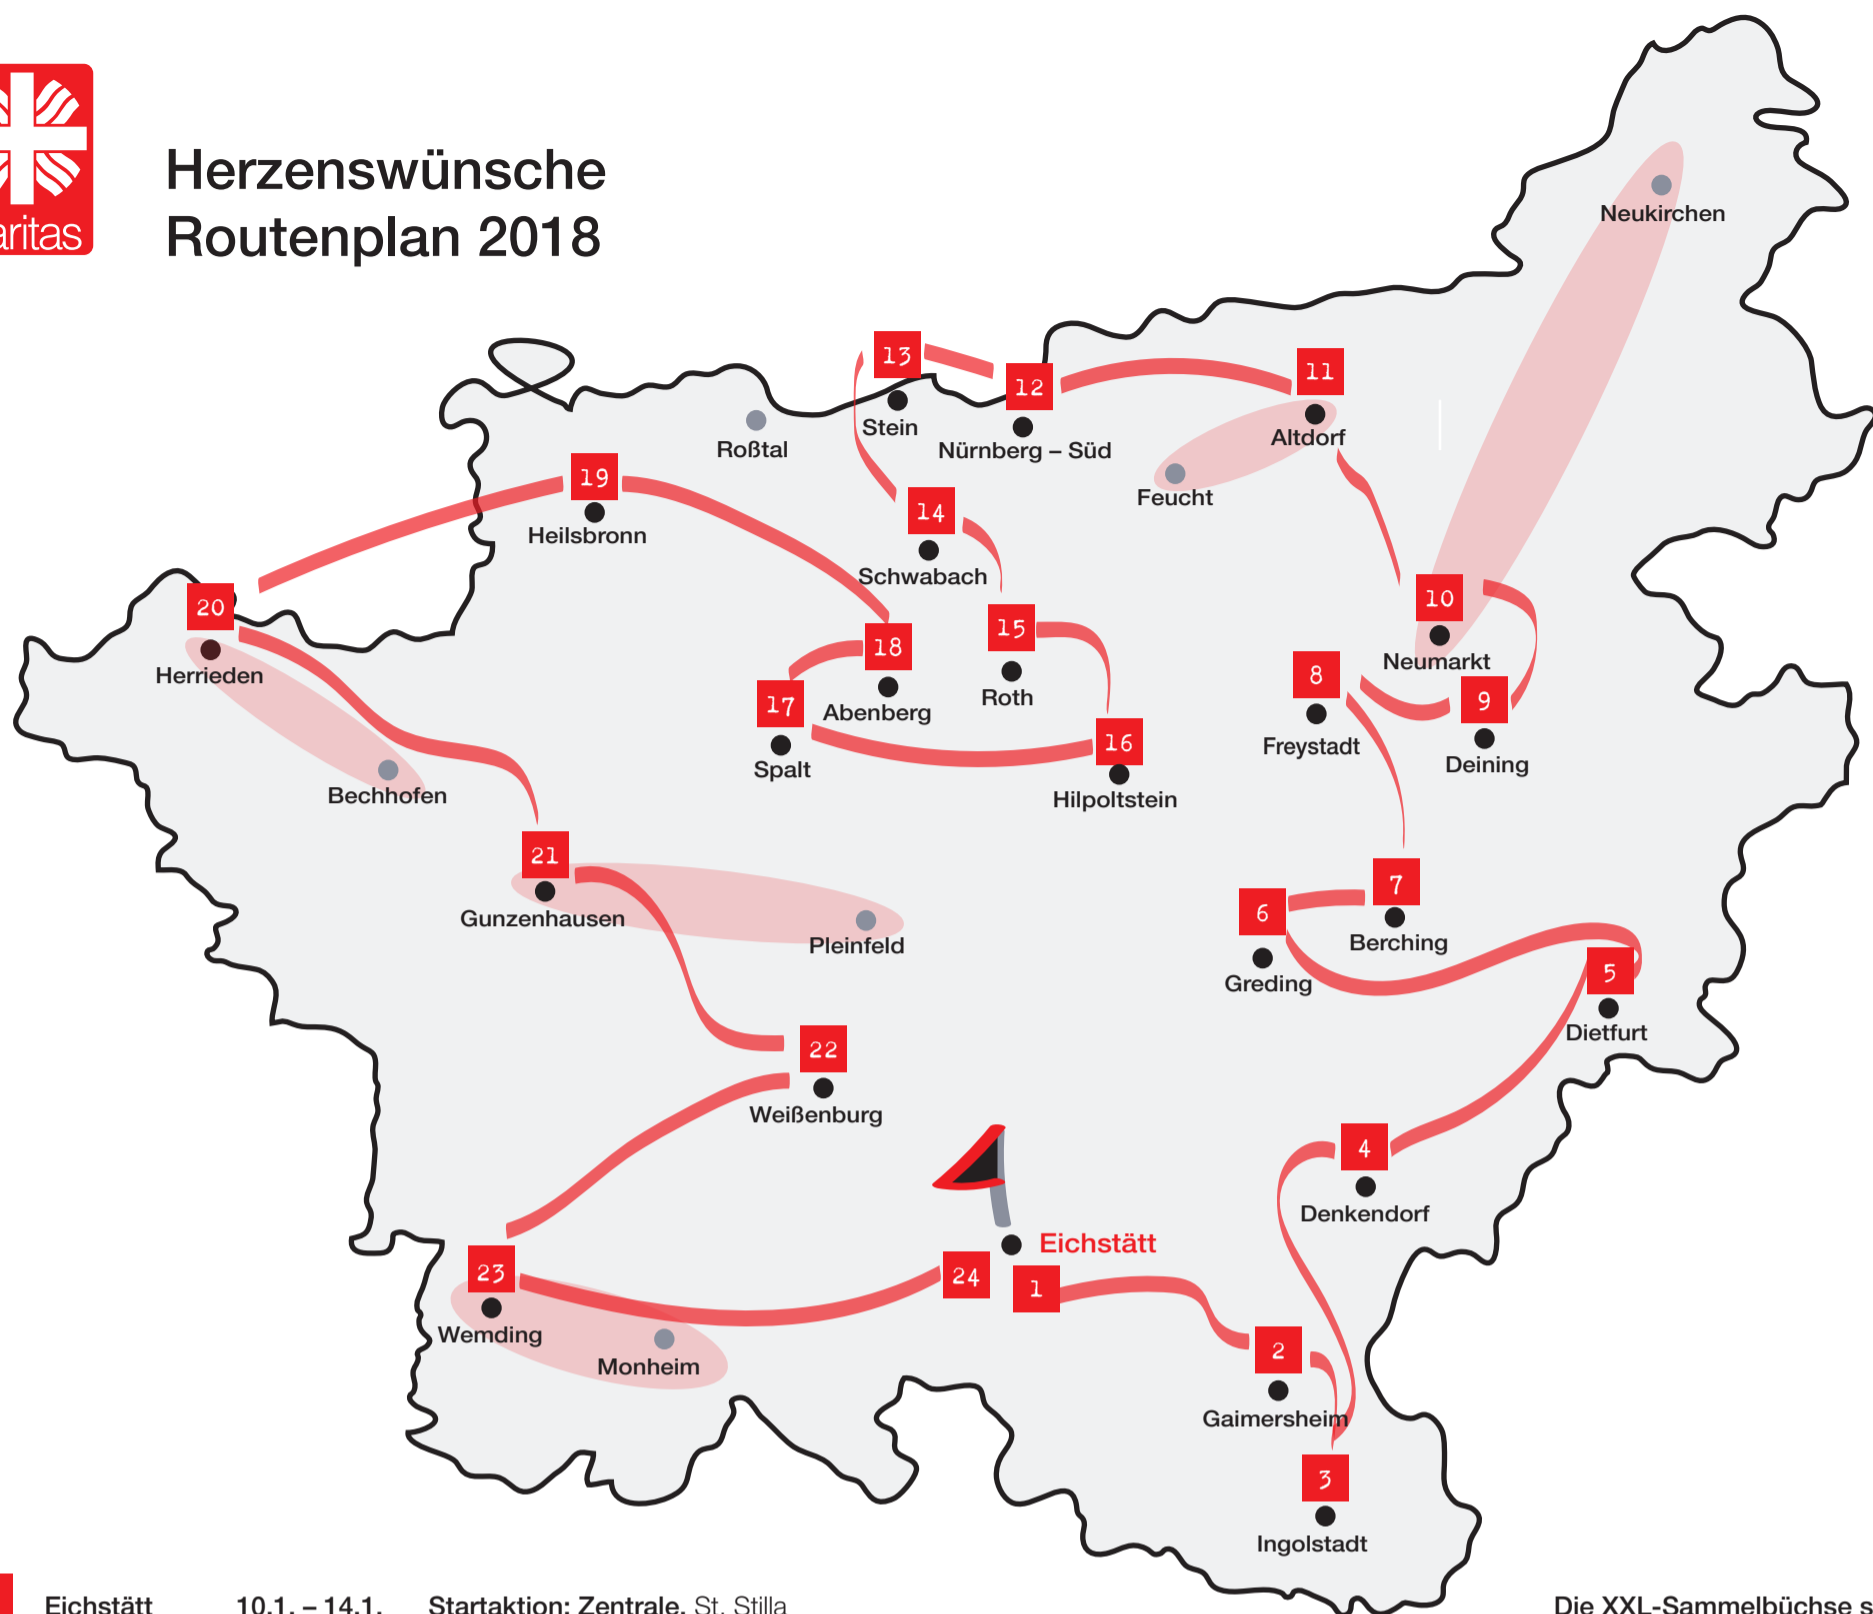 aritas
Herzenswünsche
Routenplan 2018
Neukirchen
13
12
11
Stein
Nürnberg – Süd
Altdorf
Roßtal
Feucht
19
Heilsbronn
14
Schwabach
20
Herrieden
10
Neumarkt
15
Roth
18
Abenberg
17
Spalt
16
Hilpoltstein
8
Freystadt
9
Deining
Bechhofen
21
Gunzenhausen
Pleinfeld
7
Berching
6
Greding
5
Dietfurt
22
Weißenburg
4
Denkendorf
Eichstätt
23
Wemding
24
1
Monheim
2
Gaimersheim
3
Ingolstadt
Eichstätt 10.1. – 14.1. Startaktion: Zentrale, St. Stilla
Die XXL-Sammelbüchse s